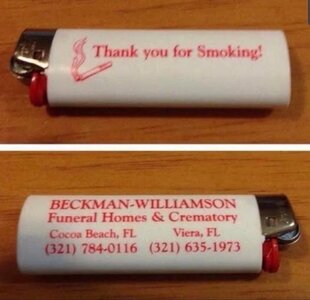 Thank you for Smoking!
BECKMAN-WILLIAMSON
Funeral Homes & Crematory
Cocoa Beach, FL Viera, FL
(321) 784-0116 (321) 635-1973